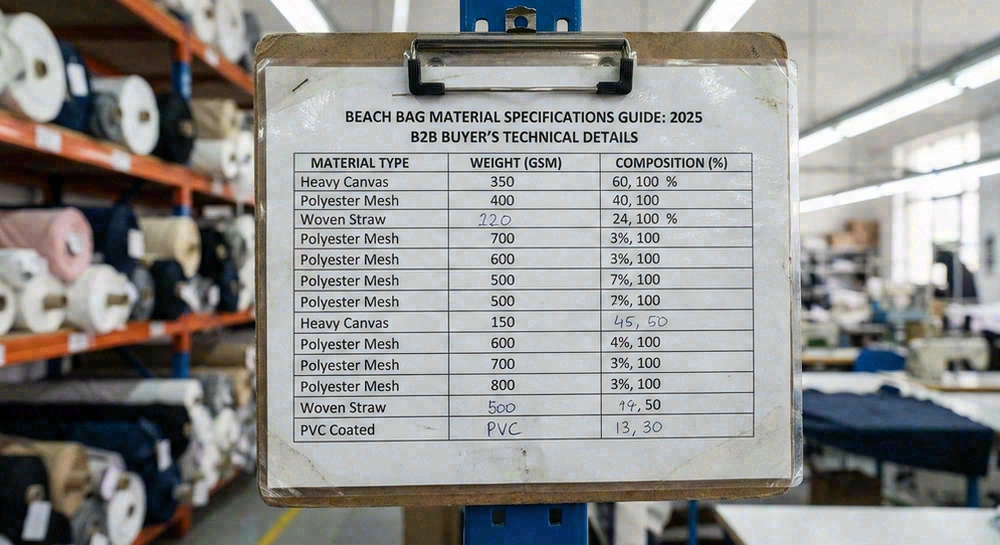 BEACH BAG MATERIAL SPECIFICATIONS GUIDE: 2025
B2B BUYER'S TECHNICAL DETAILS
MATERIAL TYPE WEIGHT (GSM) COMPOSITION (%)
Heavy Canvas 350 60, 100 %
Polyester Mesh 400 40, 100
Woven Straw 220 24, 100 %
Polyester Mesh 700 3%, 100
Polyester Mesh 600 3%, 100
Polyester Mesh 500 7%, 100
Polyester Mesh 500 2%, 100
Heavy Canvas 150 45, 50
Polyester Mesh 600 4%, 100
Polyester Mesh 700 3%, 100
Polyester Mesh 800 3%, 100
Woven Straw 500 50
PVC Coated PVC 13, 30